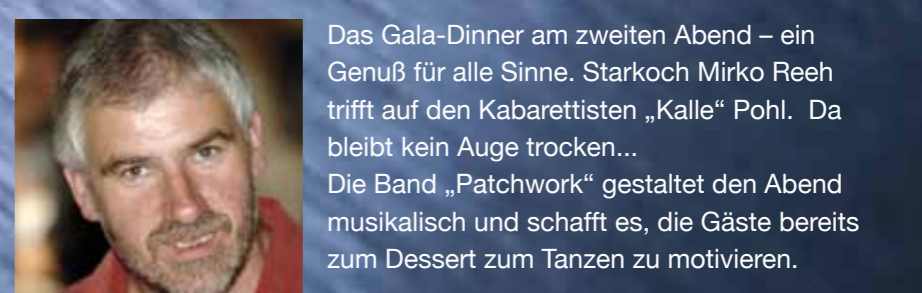 Das Gala-Dinner am zweiten Abend – ein
Genuß für alle Sinne. Starkoch Mirko Reeh
trifft auf den Kabarettisten „Kalle“ Pohl.  Da
bleibt kein Auge trocken...
Die Band „Patchwork“ gestaltet den Abend
musikalisch und schafft es, die Gäste bereits
zum Dessert zum Tanzen zu motivieren.